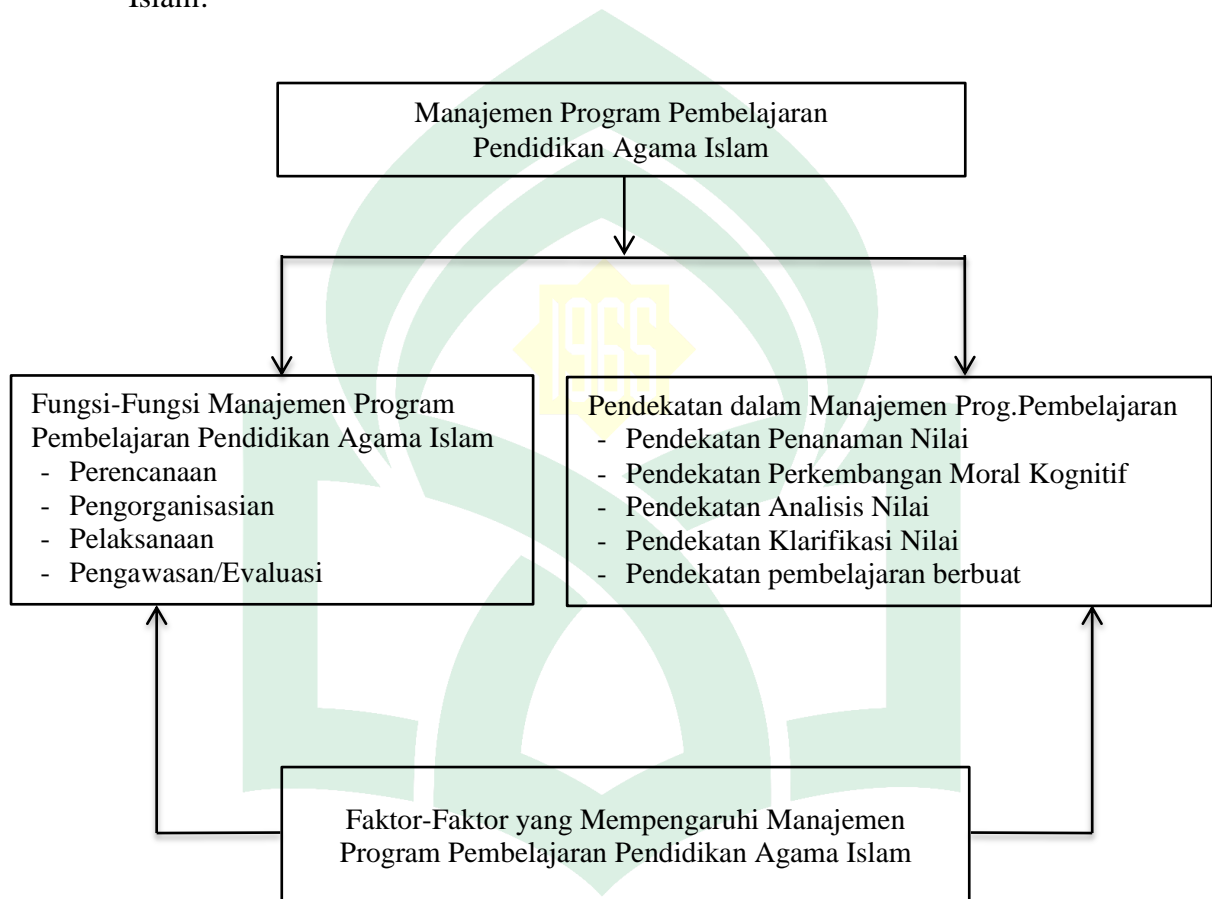 Islam.
Manajemen Program Pembelajaran
Pendidikan Agama Islam
1965
Fungsi-Fungsi Manajemen Program
Pembelajaran Pendidikan Agama Islam
- Perencanaan
- Pengorganisasian
- Pelaksanaan
- Pengawasan/Evaluasi
Pendekatan dalam Manajemen Prog.Pembelajaran
- Pendekatan Penanaman Nilai
- Pendekatan Perkembangan Moral Kognitif
- Pendekatan Analisis Nilai
- Pendekatan Klarifikasi Nilai
- Pendekatan pembelajaran berbuat
Faktor-Faktor yang Mempengaruhi Manajemen
Program Pembelajaran Pendidikan Agama Islam